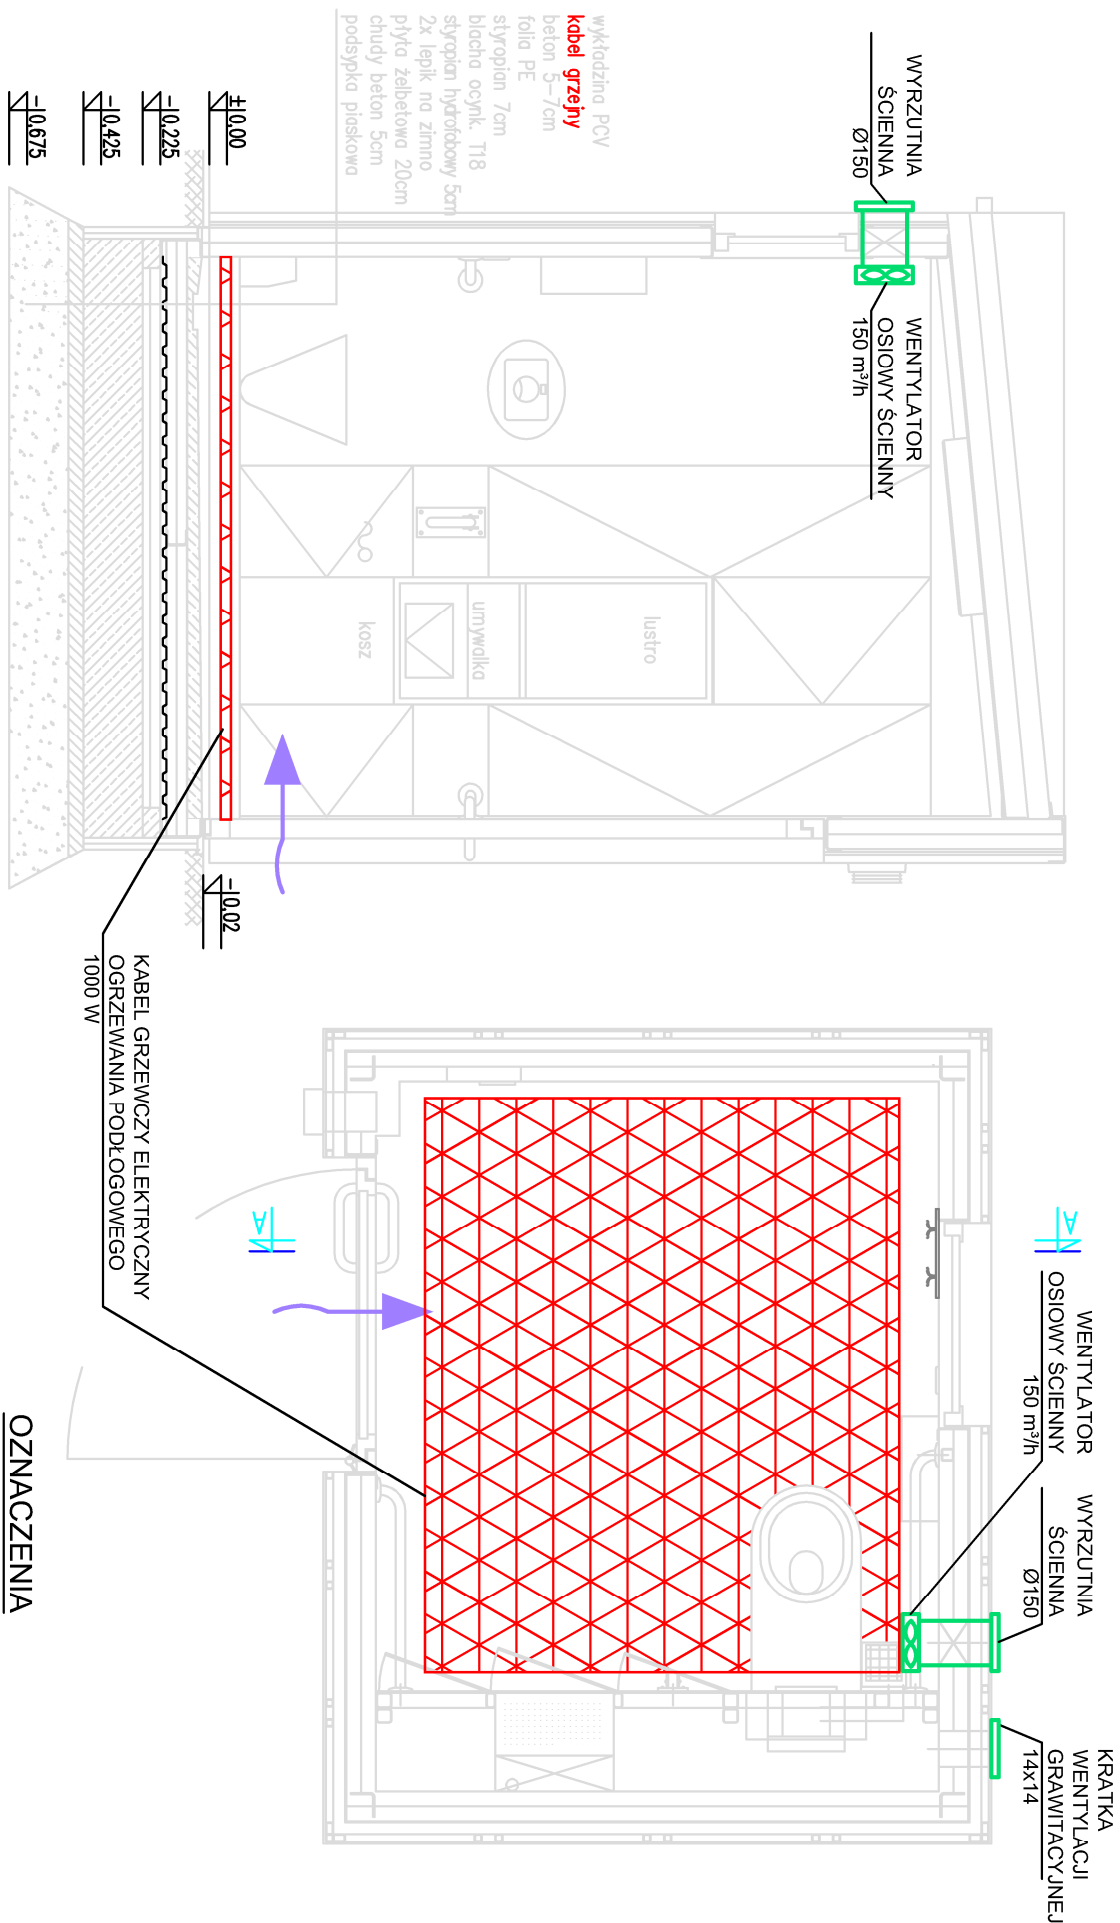 WYRZUTNIA
ŚCIENNA
Ø150
WENTYLATOR
OSIOWY ŚCIENNY
150 m³/h
wykładzina PCV
kabel grzejny
beton 5-7cm
folia PE
styropian 7cm
blacha ocynk. T18
styropian hydrofobowy 5cm
2x lepik na zimno
płyta żelbetowa 20cm
chudy beton 5cm
podsypka piaskowa
±0,00
-0,225
-0,425
-0,675
-0,02
lustro
umywalka
kosz
KABEL GRZEWCZY ELEKTRYCZNY
OGRZEWANIA PODŁOGOWEGO
1000 W
A
A
WENTYLATOR
OSIOWY ŚCIENNY
150 m³/h
WYRZUTNIA
ŚCIENNA
Ø150
KRATKA
WENTYLACJI
GRAWITACYJNEJ
14x14
OZNACZENIA